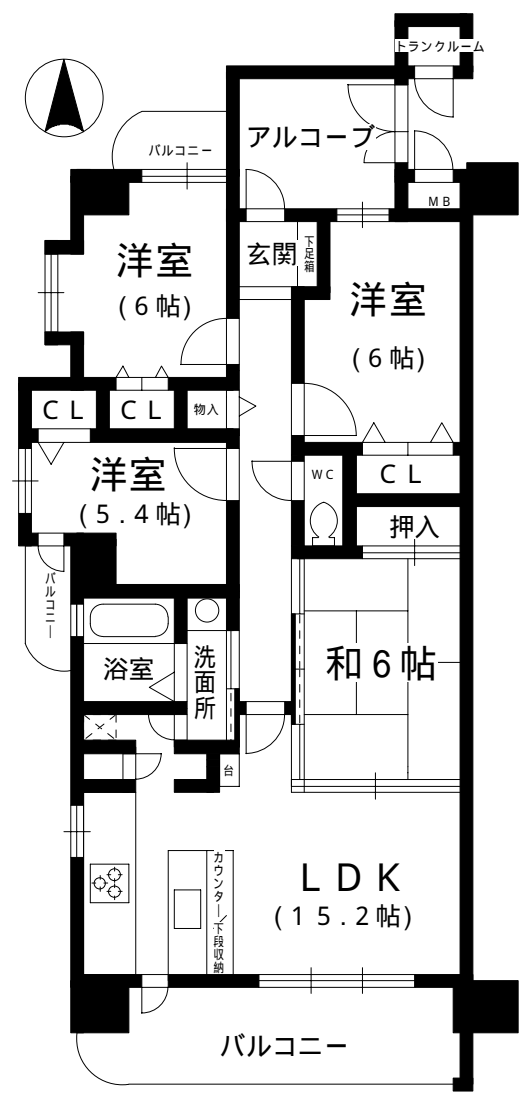 トランクルーム
アルコーブ
バルコニー
MB
玄関
下足箱
洋室
(6帖)
洋室
(6帖)
CL
CL
物入
洋室
(5.4帖)
WC
CL
押入
バルコニー
浴室
洗面所
和6帖
台
LDK
(15.2帖)
カウンター/下段収納
バルコニー